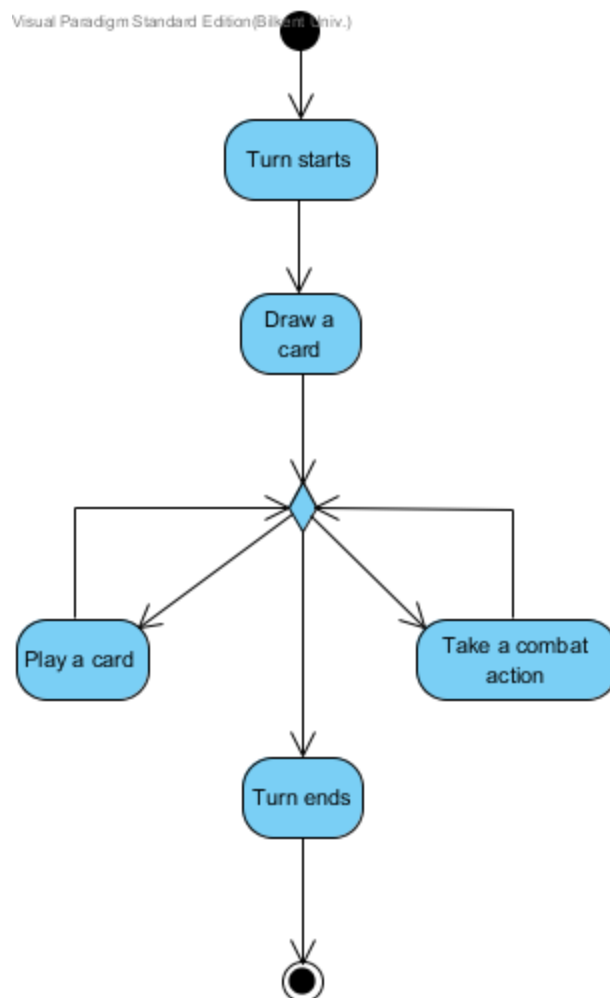 Visual Paradigm Standard Edition(Bilkent Univ.)
Turn starts
Draw a
card
Play a card
Take a combat
action
Turn ends